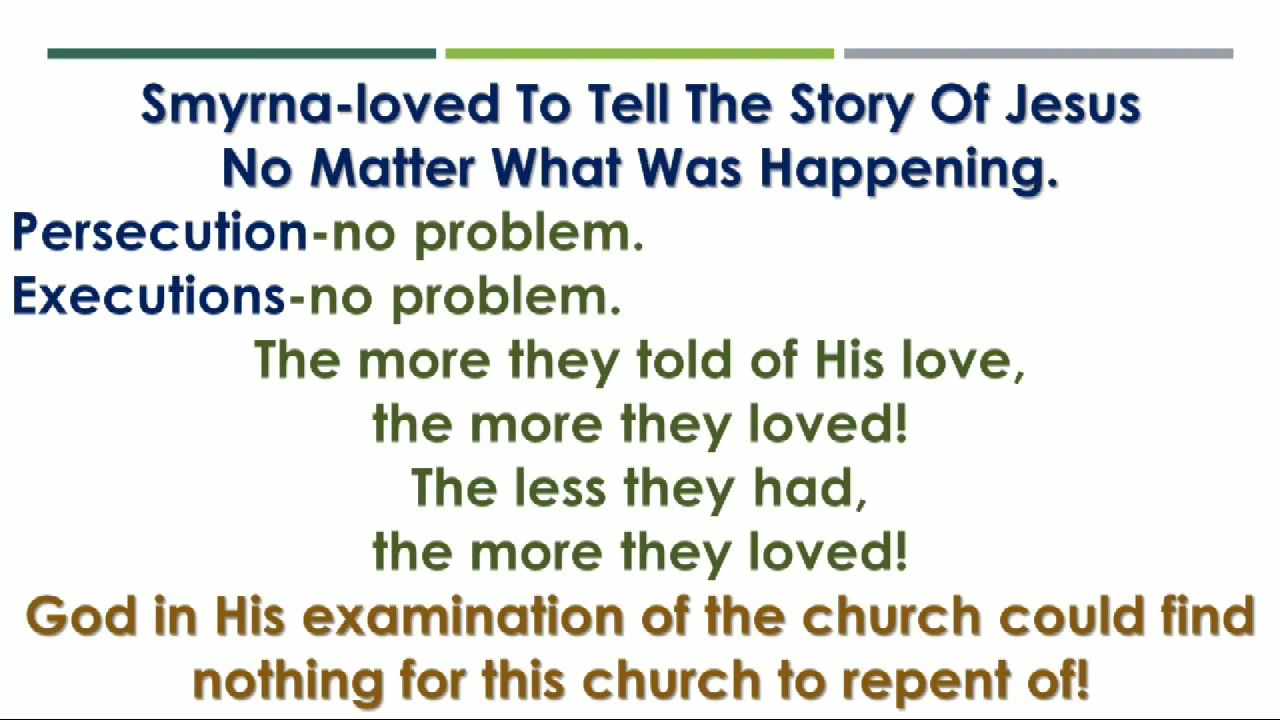 Smyrna-loved To Tell The Story Of Jesus
No Matter What Was Happening.
Persecution-no problem.
Executions-no problem.
The more they told of His love,
the more they loved!
The less they had,
the more they loved!
God in His examination of the church could find
nothing for this church to repent of!